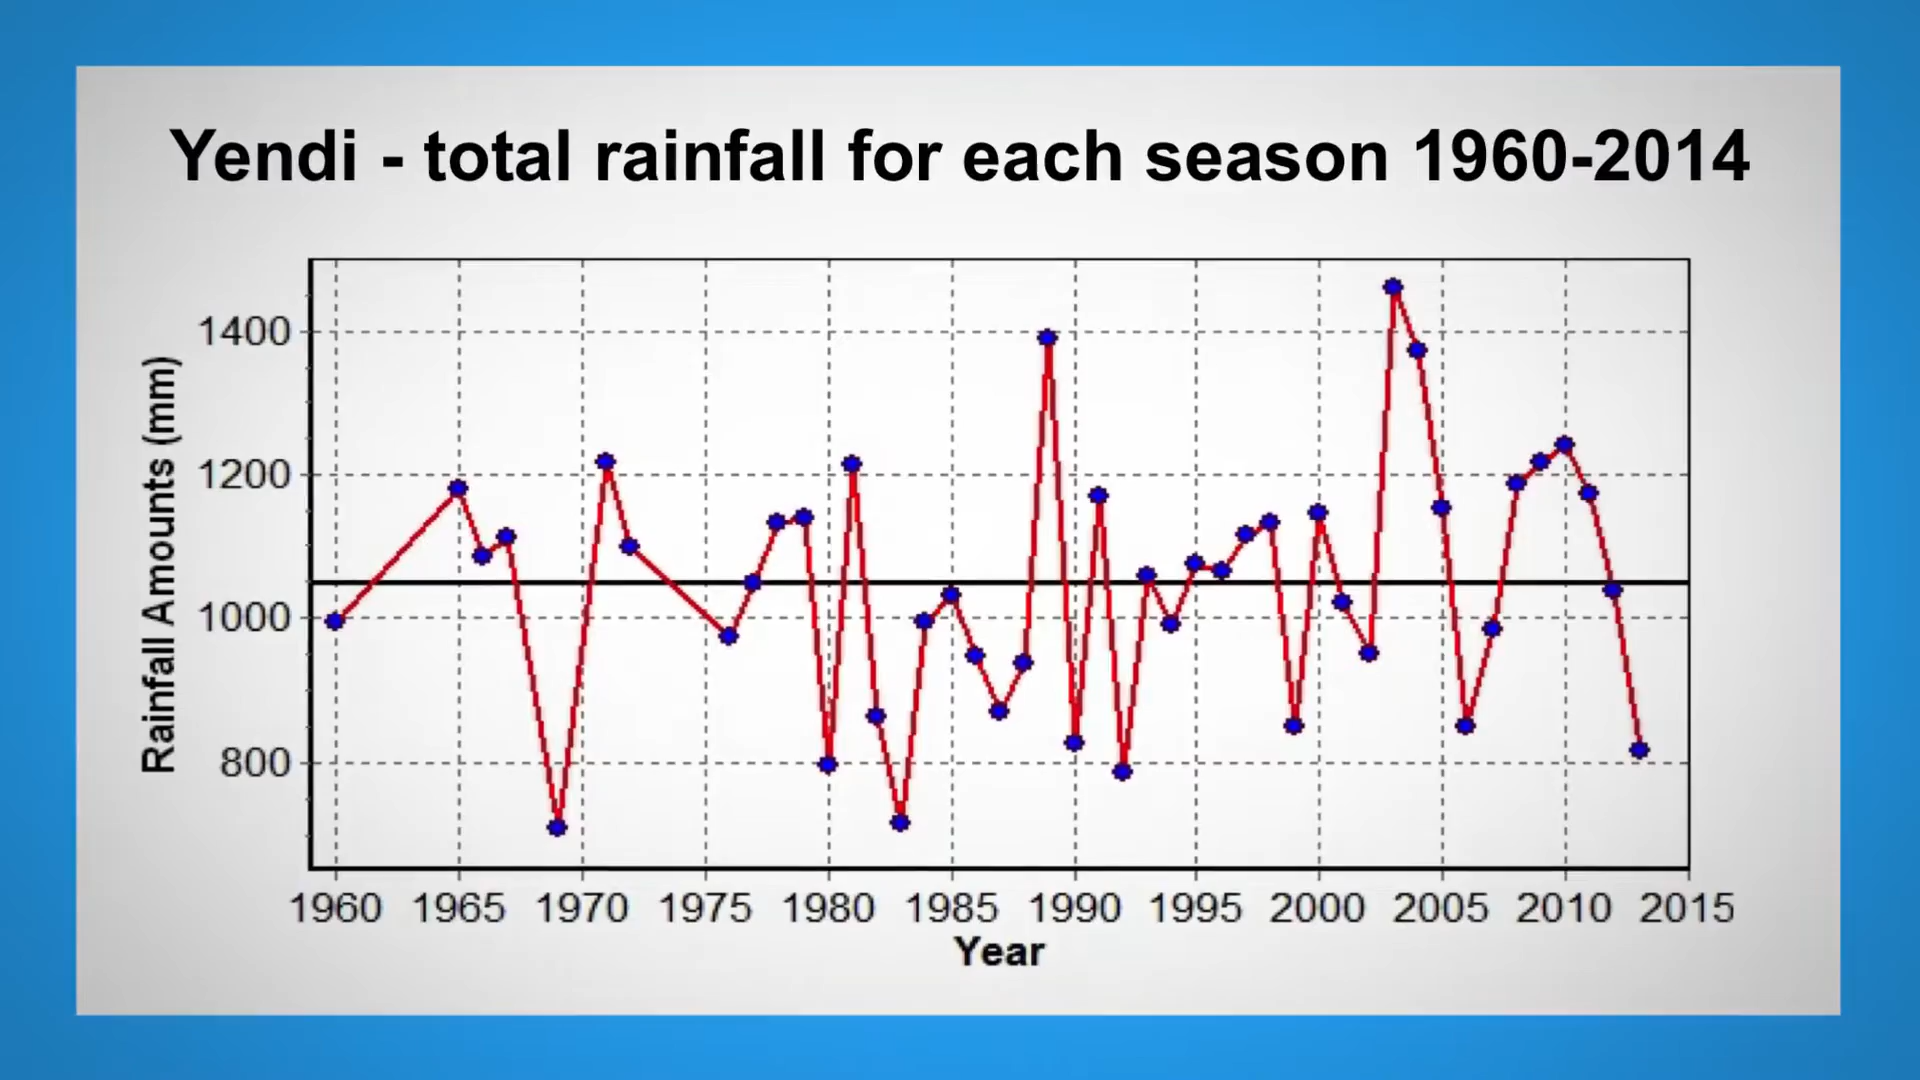 Yendi - total rainfall for each season 1960-2014
Rainfall Amounts (mm)
1400
1200
1000
800
1960 1965 1970 1975 1980 1985 1990 1995 2000 2005 2010 2015
Year